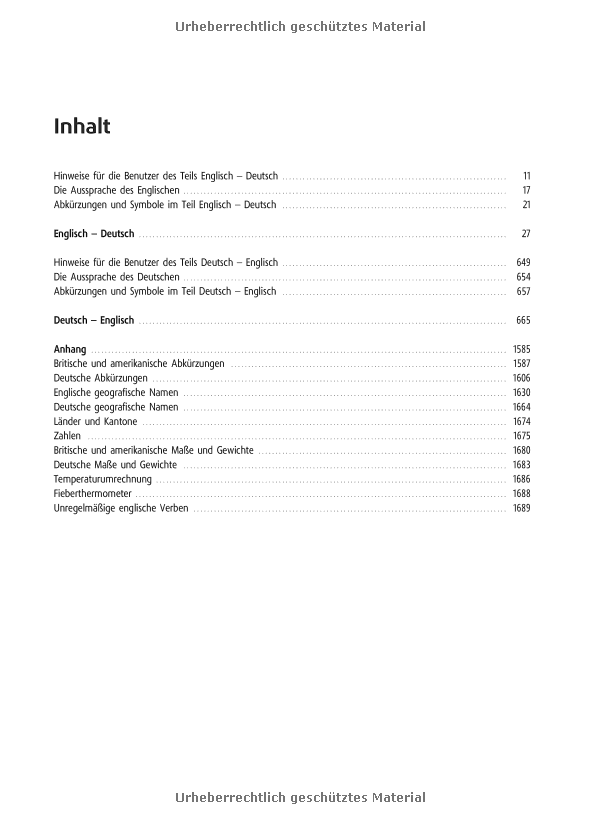 Urheberrechtlich geschütztes Material
Inhalt
Hinweise für die Benutzer des Teils Englisch – Deutsch 11
Die Aussprache des Englischen 17
Abkürzungen und Symbole im Teil Englisch – Deutsch 21
Englisch – Deutsch 27
Hinweise für die Benutzer des Teils Deutsch – Englisch 649
Die Aussprache des Deutschen 654
Abkürzungen und Symbole im Teil Deutsch – Englisch 657
Deutsch – Englisch 665
Anhang 1585
Britische und amerikanische Abkürzungen 1587
Deutsche Abkürzungen 1606
Englische geografische Namen 1630
Deutsche geografische Namen 1664
Länder und Kantone 1674
Zahlen 1675
Britische und amerikanische Maße und Gewichte 1680
Deutsche Maße und Gewichte 1683
Temperaturumrechnung 1686
Fieberthermometer 1688
Unregelmäßige englische Verben 1689
Urheberrechtlich geschütztes Material